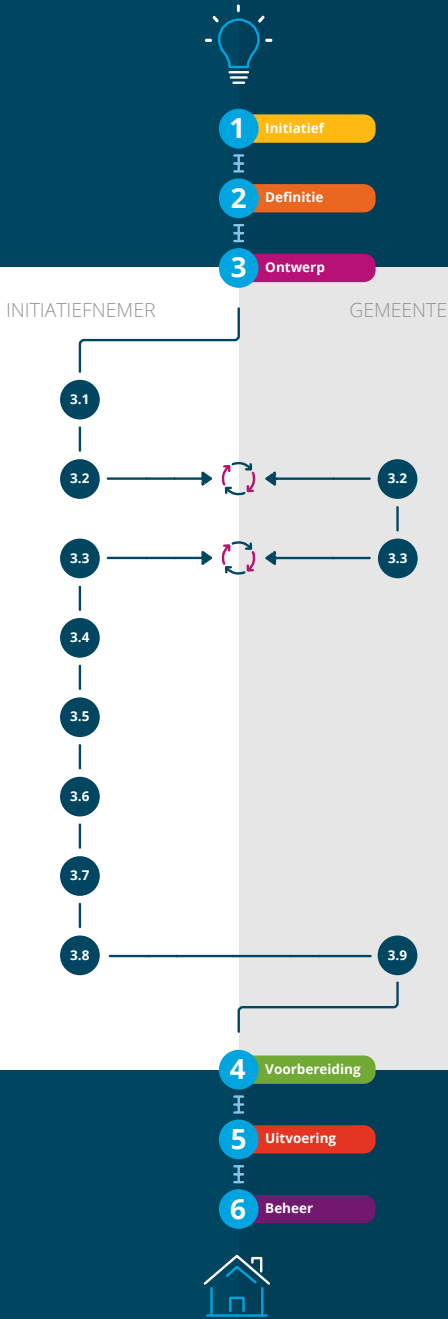 1 Initiatief
2 Definitie
3 Ontwerp
INITIATIEFNEMER GEMEENTE
3.1
3.2 3.2
3.3 3.3
3.4
3.5
3.6
3.7
3.8 3.9
4 Voorbereiding
5 Uitvoering
6 Beheer